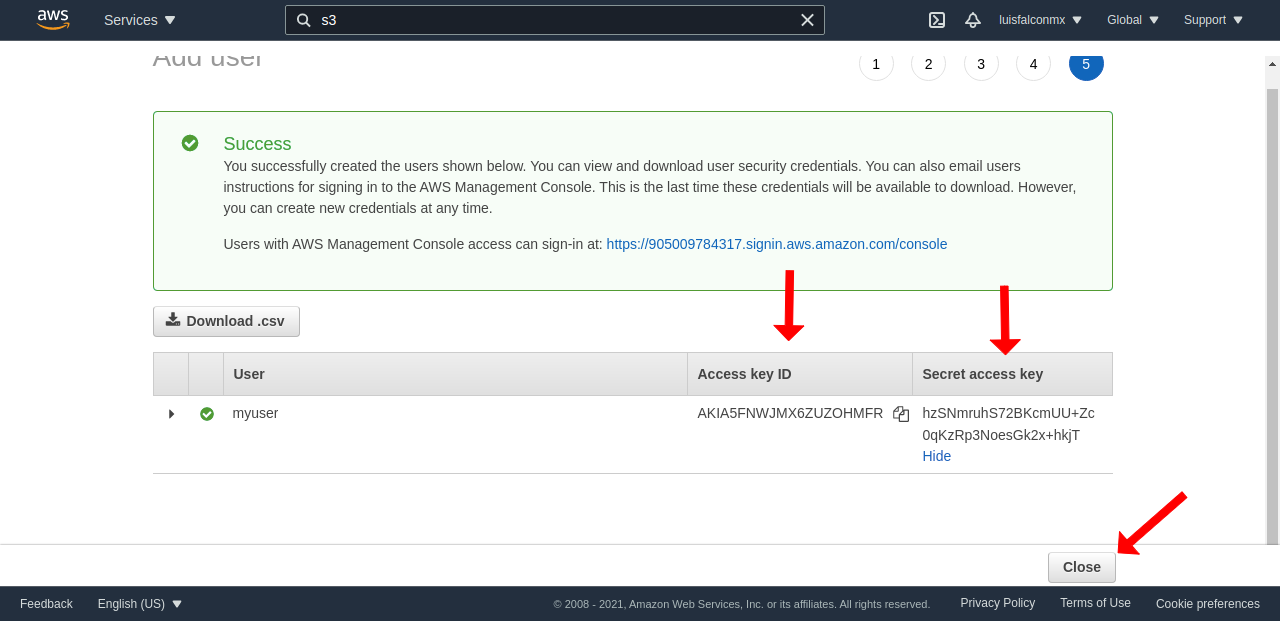 aws Services s3 luisfalconmx Global Support
Add user 1 2 3 4 5
Success
You successfully created the users shown below. You can view and download user security credentials. You can also email users
instructions for signing in to the AWS Management Console. This is the last time these credentials will be available to download. However,
you can create new credentials at any time.
Users with AWS Management Console access can sign-in at: https://905009784317.signin.aws.amazon.com/console
Download .csv
User Access key ID Secret access key
myuser AKIA5FNWJMX6ZUZOHMFR hzSNmruhS72BKcmUU+Zc
0qKzRp3NoesGk2x+hkjT
Hide
Close
Feedback English (US) © 2008 - 2021, Amazon Web Services, Inc. or its affiliates. All rights reserved. Privacy Policy Terms of Use Cookie preferences